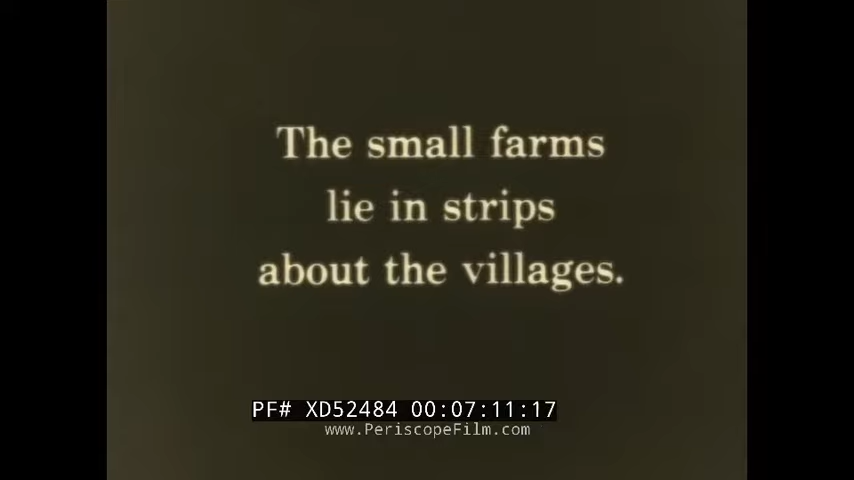 The small farms
lie in strips
about the villages.
PF# XD52484 00:07:11:17
www.PeriscopeFilm.com